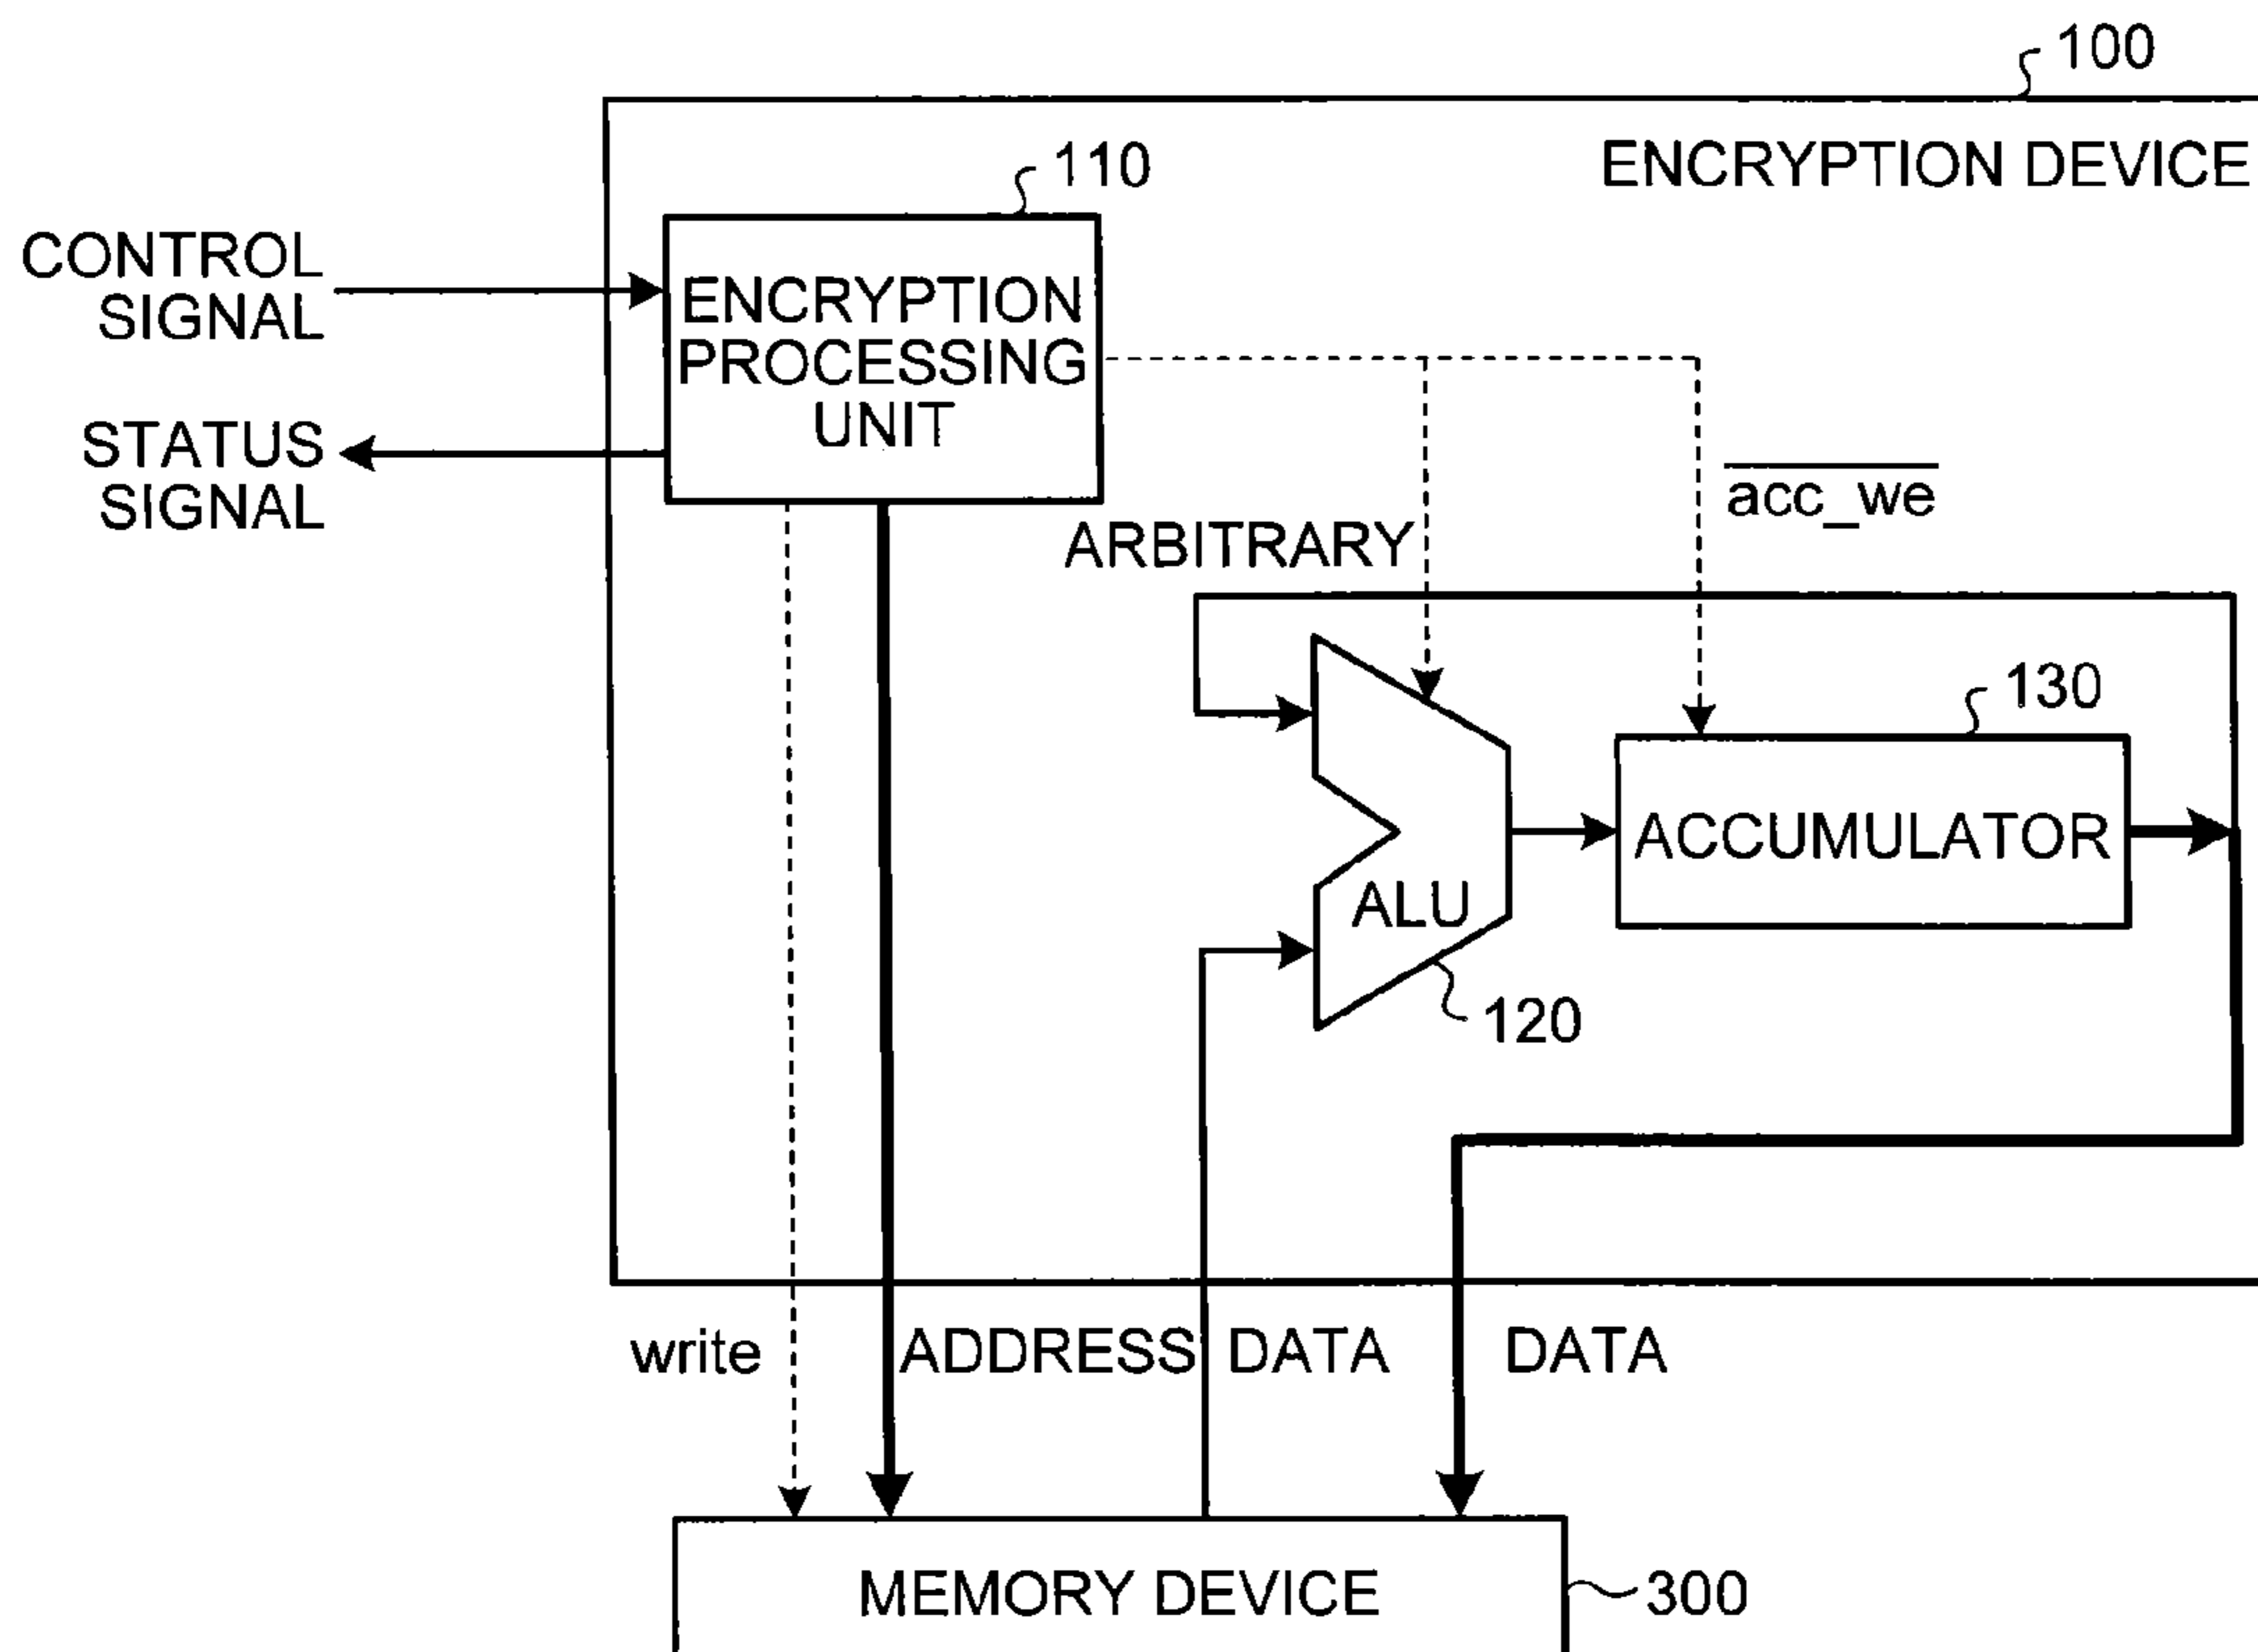 100
ENCRYPTION DEVICE
110
CONTROL
SIGNAL
ENCRYPTION
PROCESSING
UNIT
STATUS
SIGNAL
acc_we
ARBITRARY
130
ACCUMULATOR
ALU
120
write
ADDRESS
DATA
DATA
MEMORY DEVICE
300